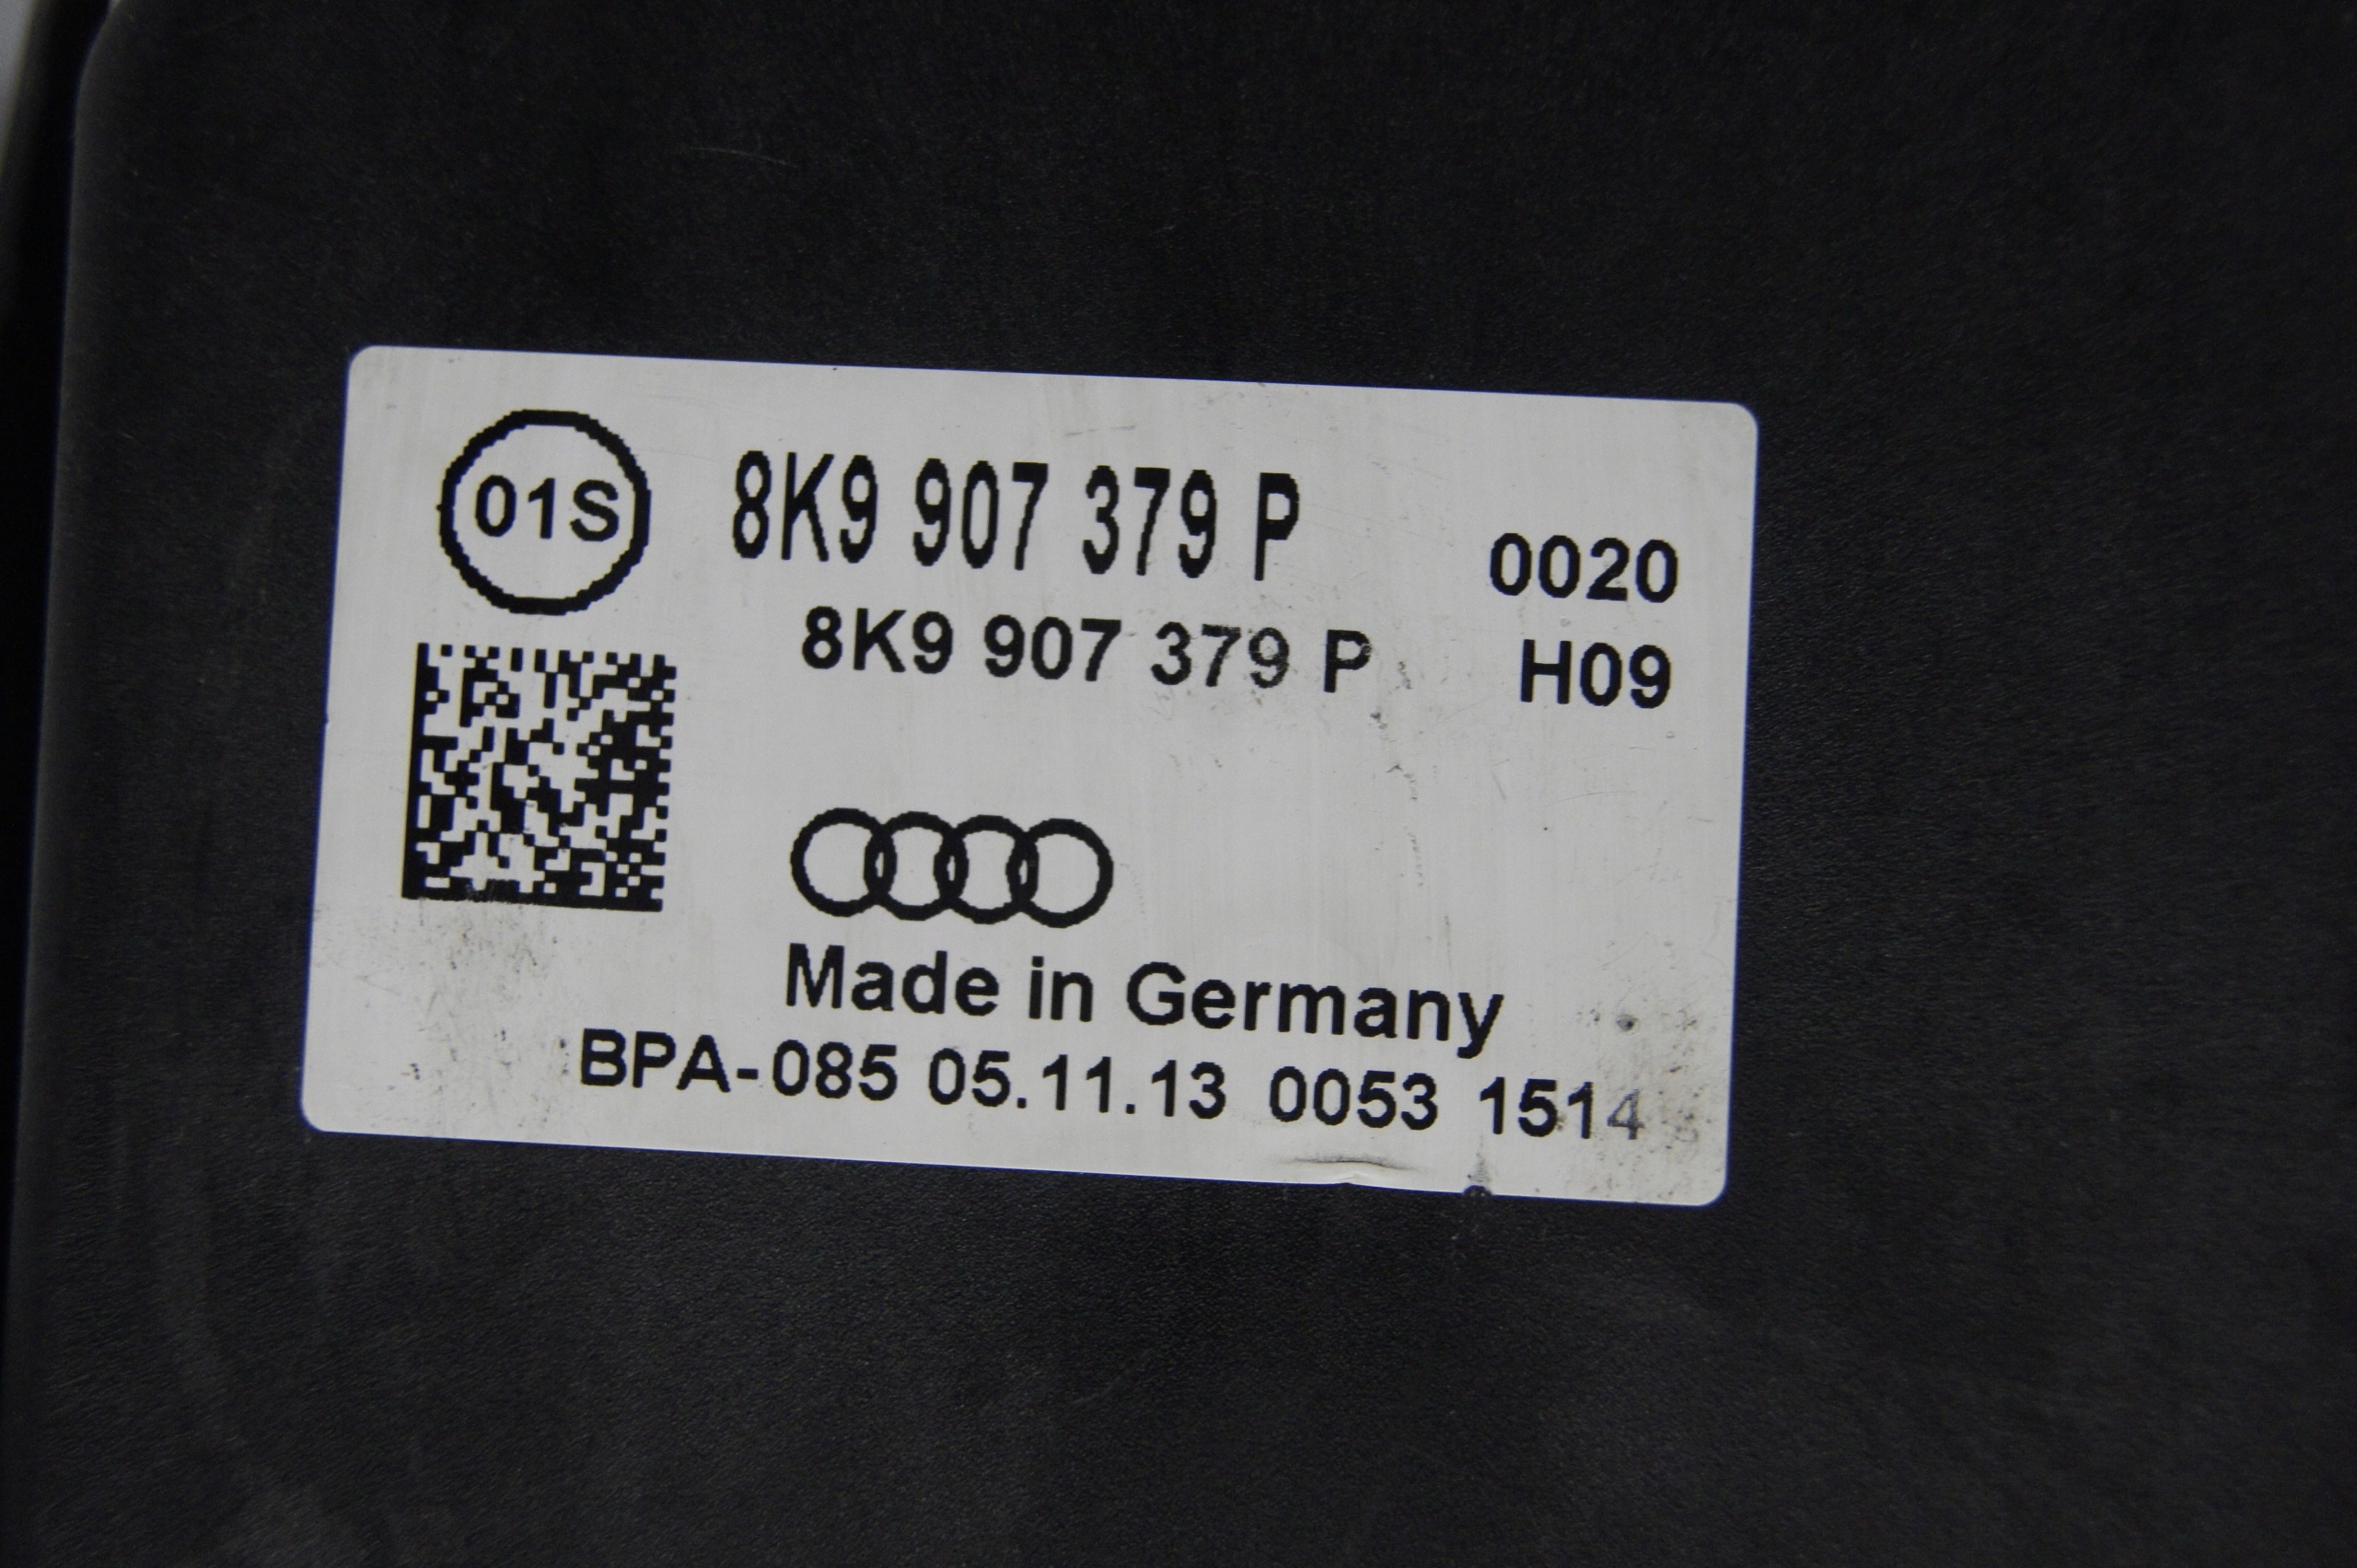 01S
8K9 907 379 P
0020
8K9 907 379 P
H09
Made in Germany
BPA-085 05.11.13 0053 1514